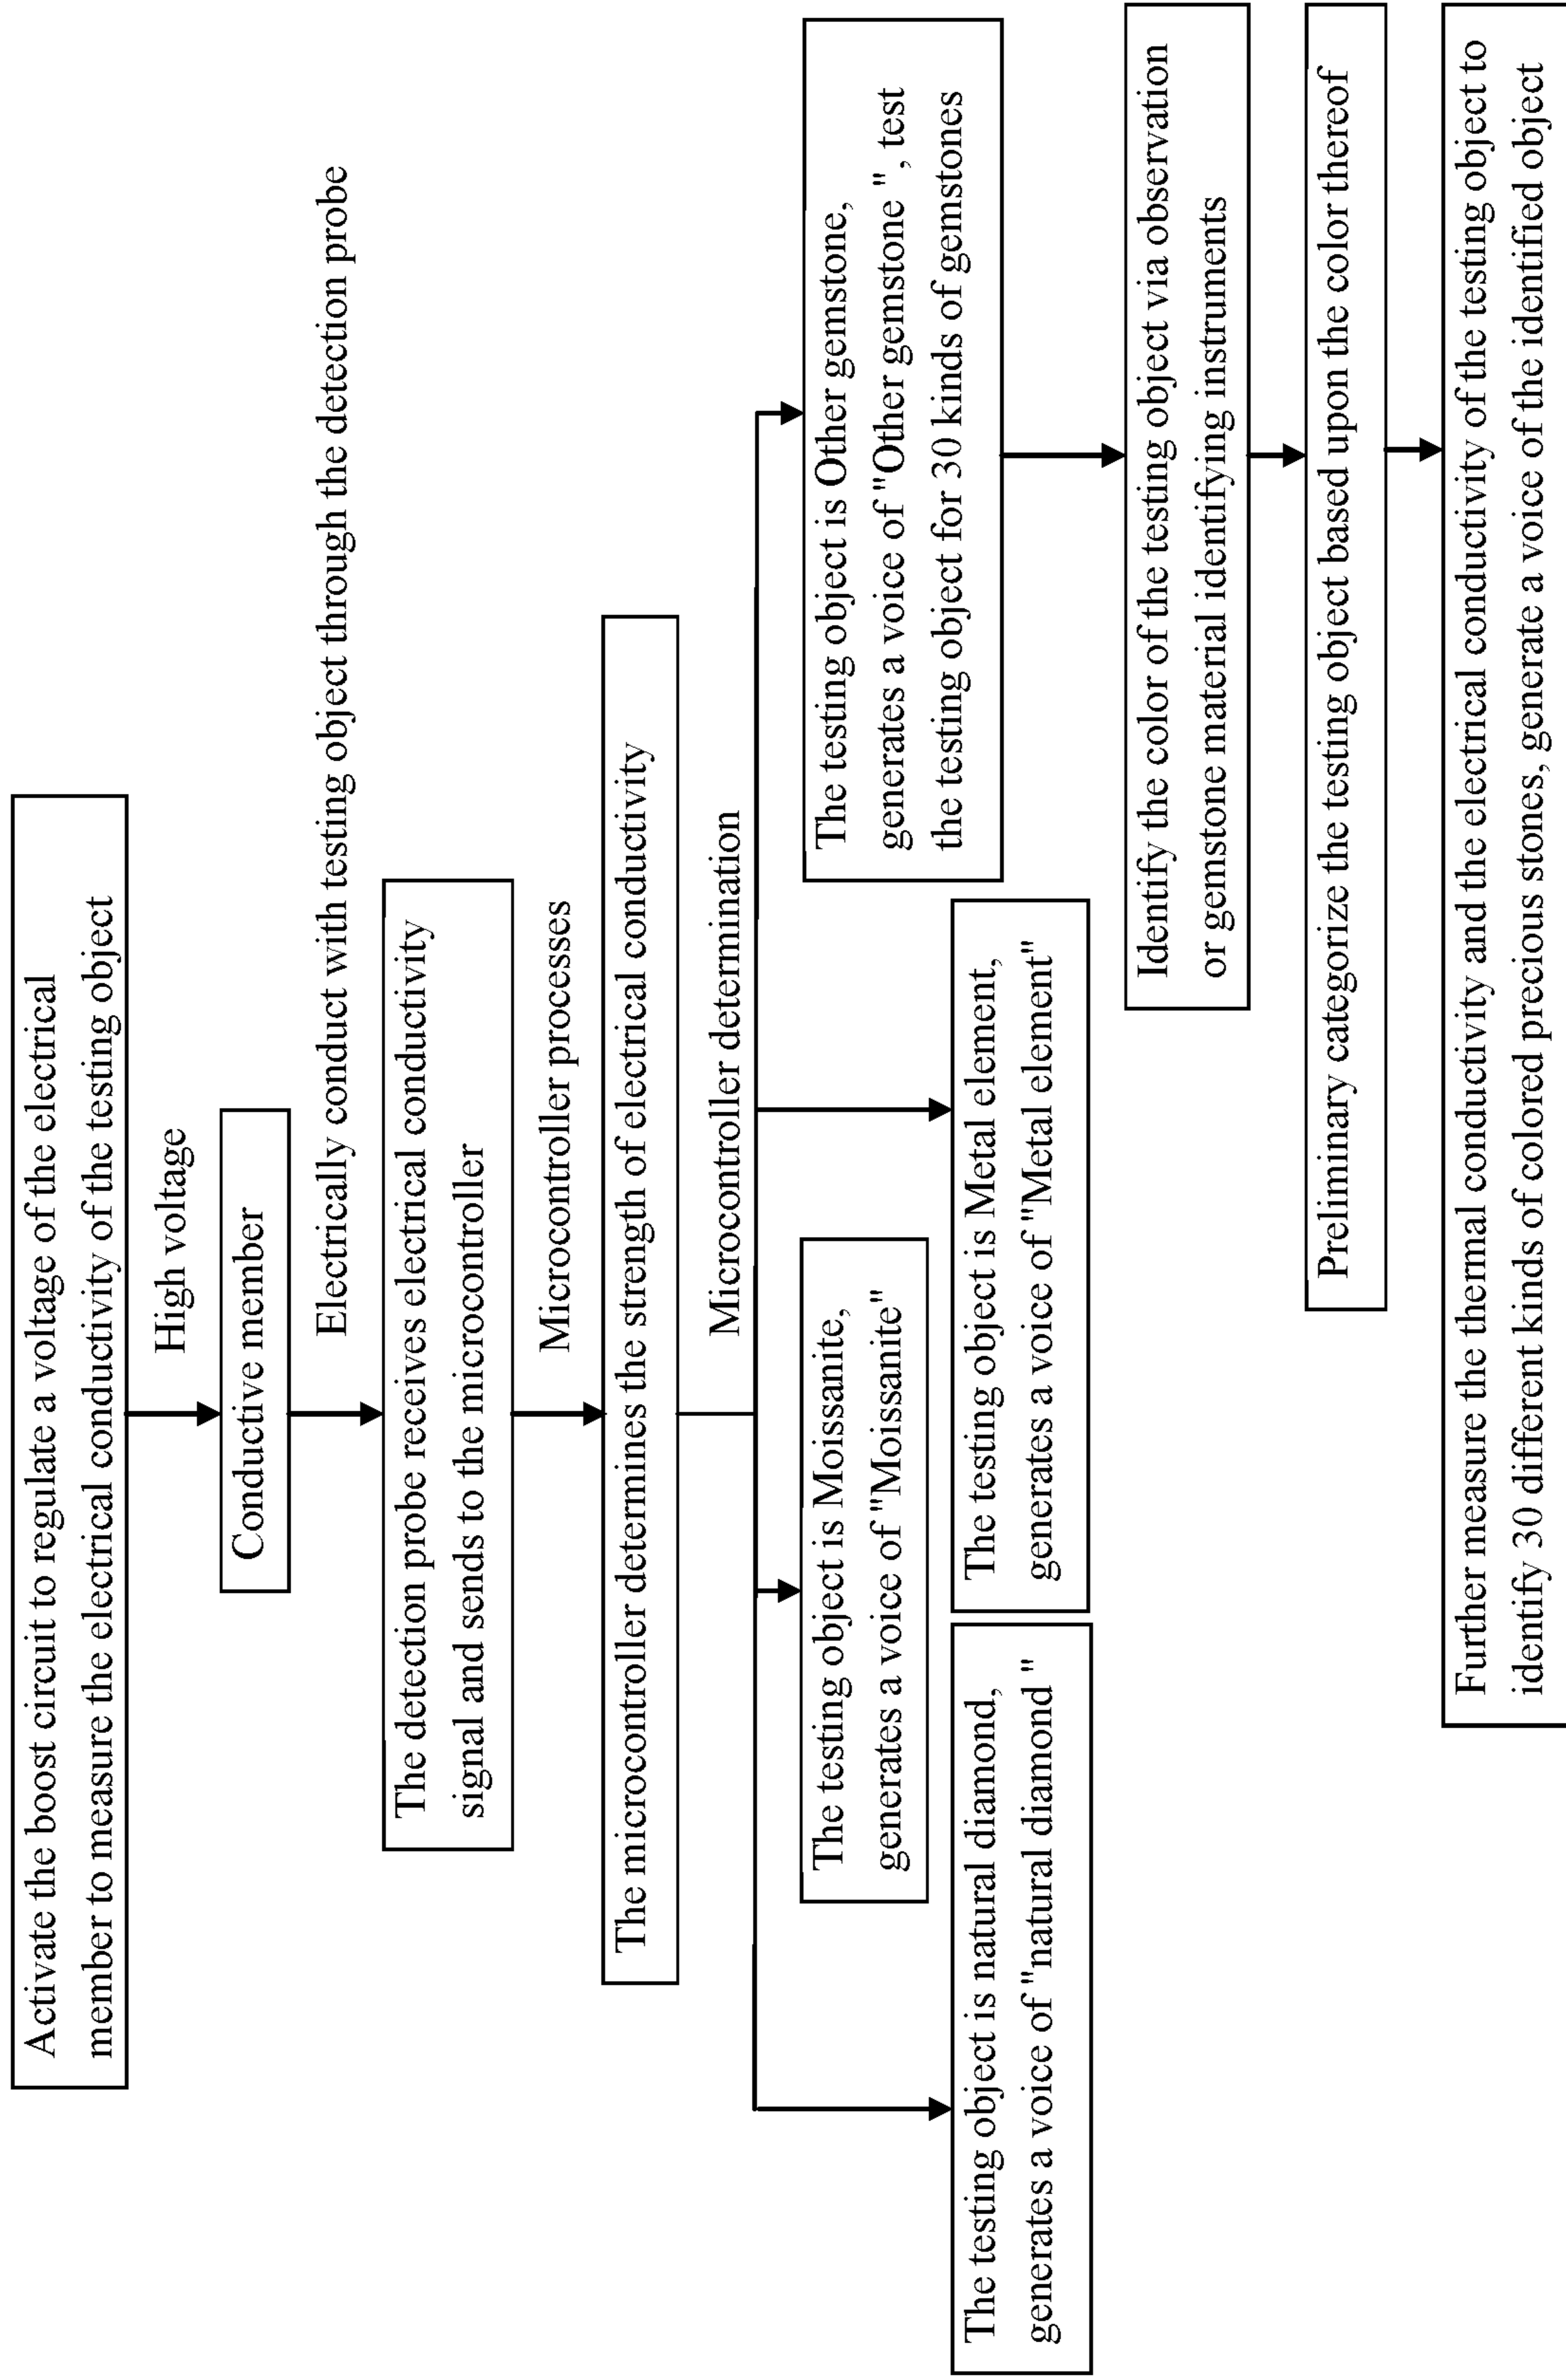 Activate the boost circuit to regulate a voltage of the electrical
member to measure the electrical conductivity of the testing object
High voltage
Conductive member
Electrically conduct with testing object through the detection probe
The detection probe receives electrical conductivity
signal and sends to the microcontroller
Microcontroller processes
The microcontroller determines the strength of electrical conductivity
Microcontroller determination
The testing object is natural diamond,
generates a voice of "natural diamond "
The testing object is Moissanite,
generates a voice of "Moissanite"
The testing object is Metal element,
generates a voice of "Metal element"
The testing object is Other gemstone,
generates a voice of "Other gemstone ", test
the testing object for 30 kinds of gemstones
Identify the color of the testing object via observation
or gemstone material identifying instruments
Preliminary categorize the testing object based upon the color thereof
Further measure the thermal conductivity and the electrical conductivity of the testing object to
identify 30 different kinds of colored precious stones, generate a voice of the identified object